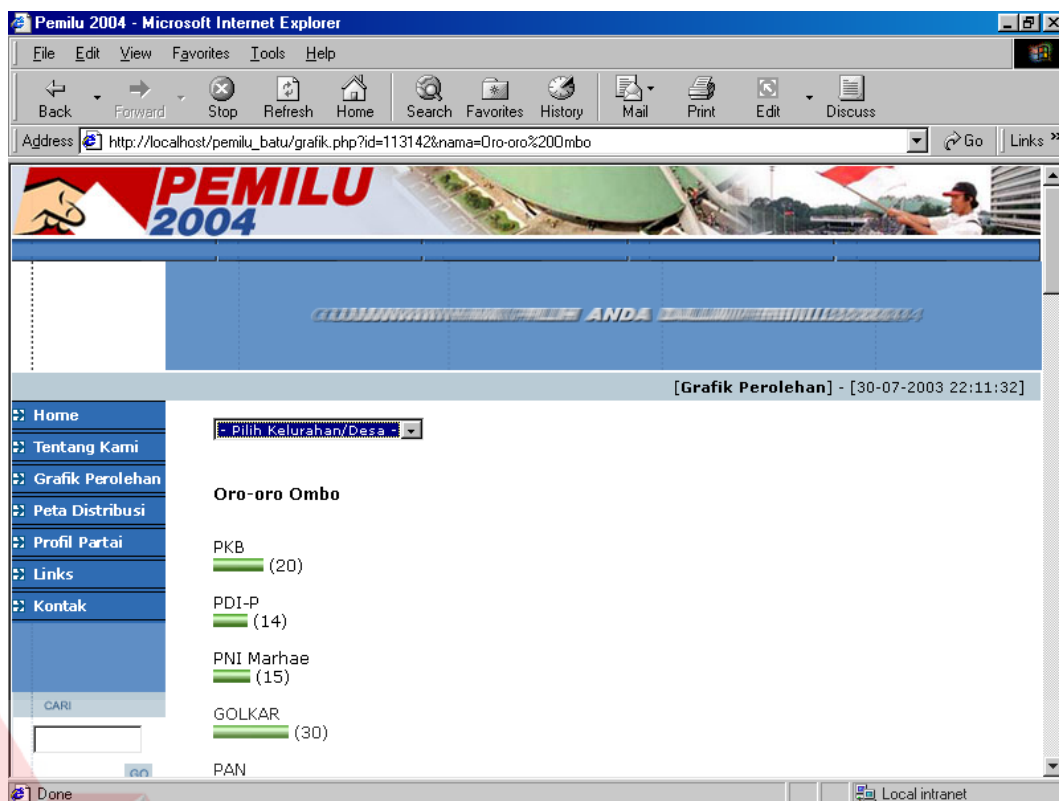 Pemilu 2004 - Microsoft Internet Explorer
File Edit View Favorites Tools Help
Back Forward Stop Refresh Home Search Favorites History Mail Print Edit Discuss
Address http://localhost/pemilu_batu/grafik.php?id=113142&nama=Oro-oro%20Ombo Go Links »
PEMILU
2004
ANDA
[Grafik Perolehan] - [30-07-2003 22:11:32]
Home
Tentang Kami
Grafik Perolehan
Peta Distribusi
Profil Partai
Links
Kontak
CARI
GO
- Pilih Kelurahan/Desa -
Oro-oro Ombo
PKB
(20)
PDI-P
(14)
PNI Marhae
(15)
GOLKAR
(30)
PAN
Done Local intranet